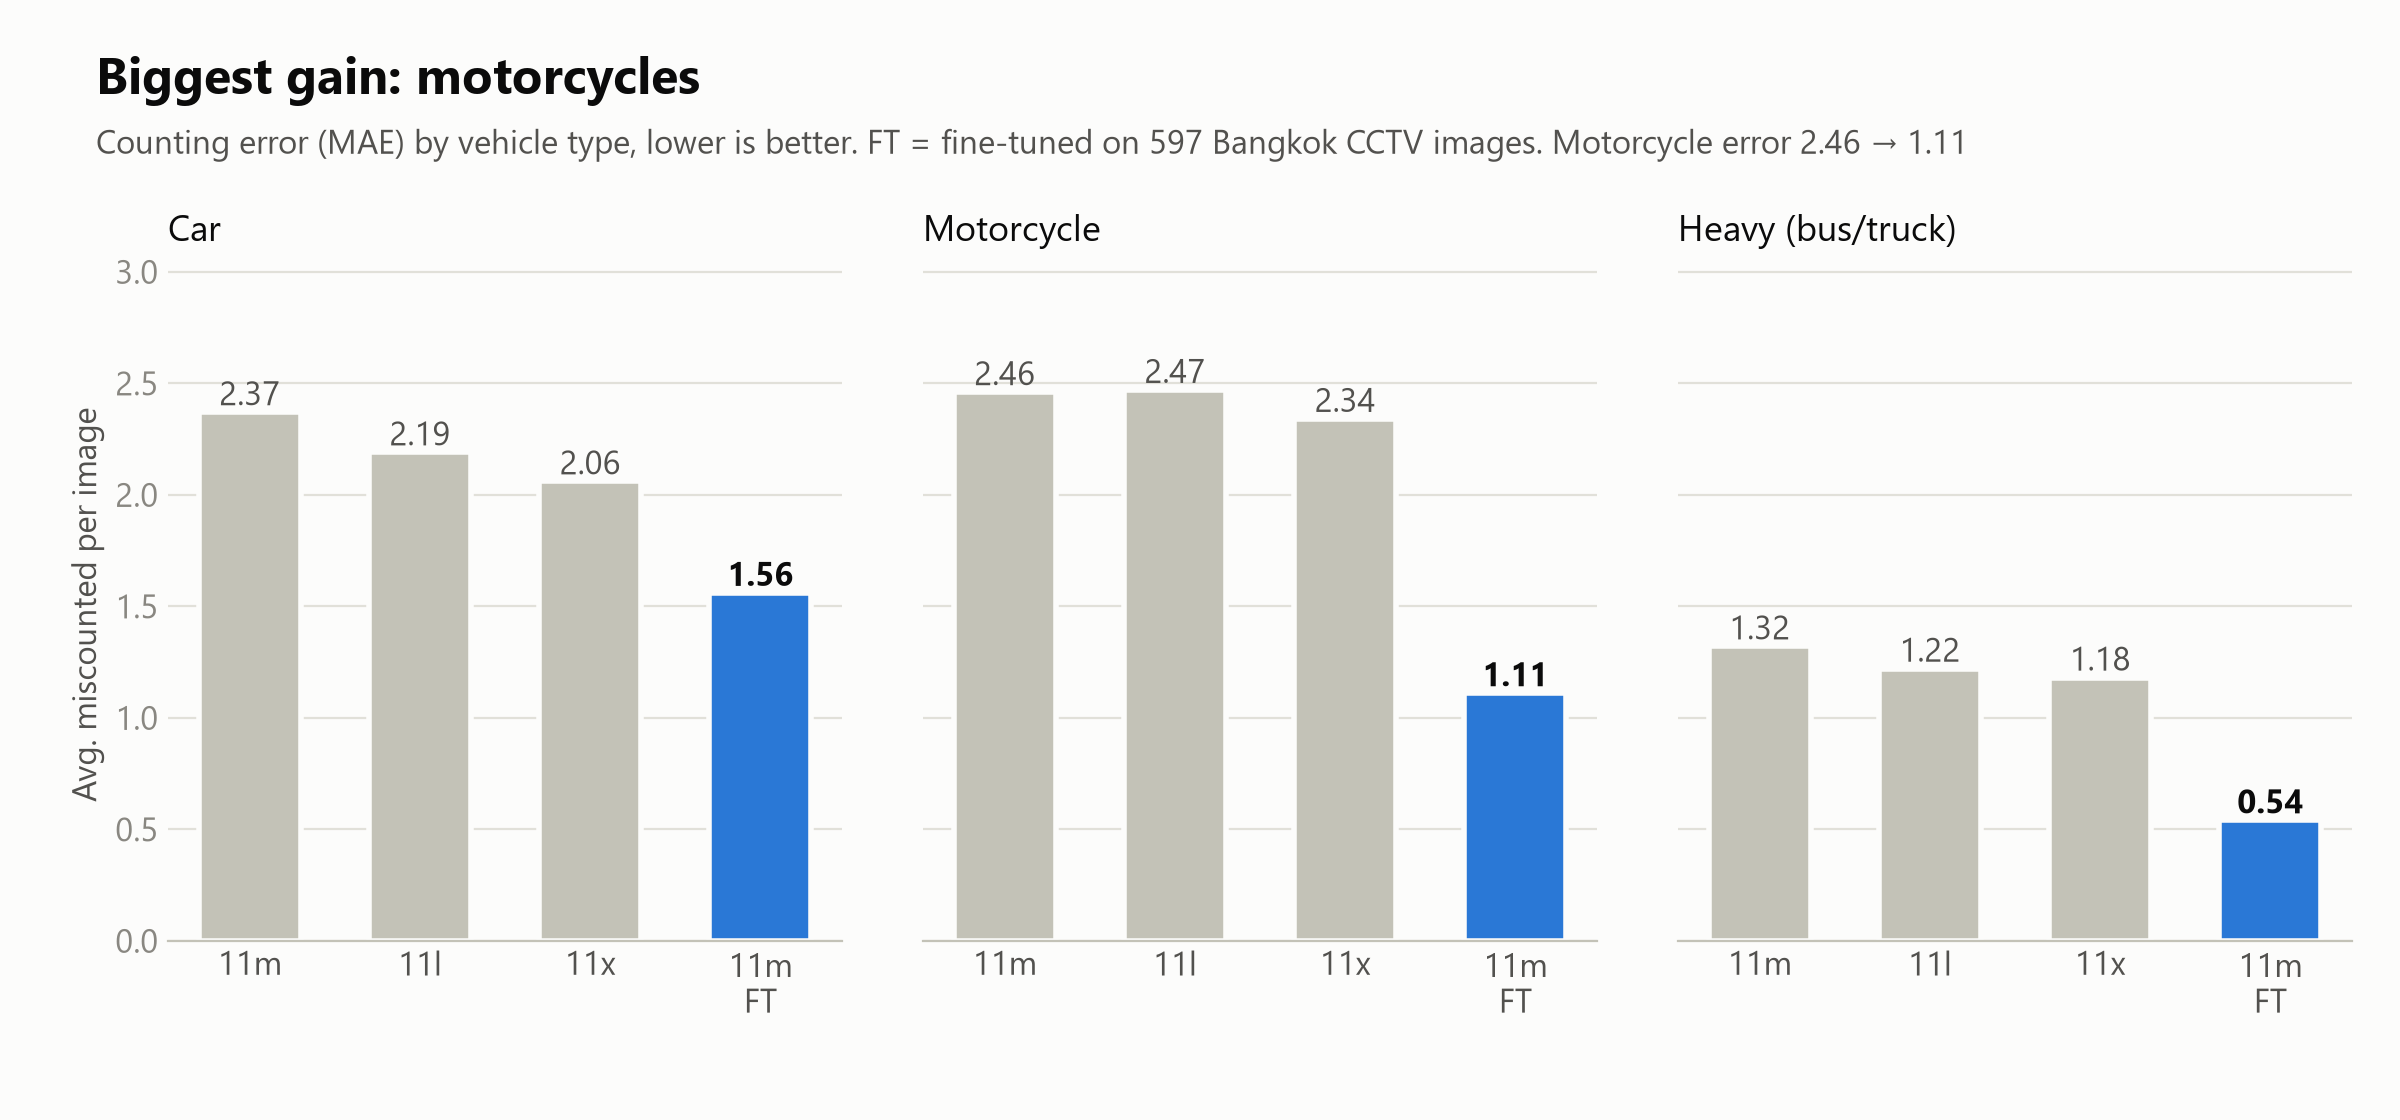 Biggest gain: motorcycles
Counting error (MAE) by vehicle type, lower is better. FT = fine-tuned on 597 Bangkok CCTV images. Motorcycle error 2.46 → 1.11
Avg. miscounted per image
Car
3.0
2.5
2.0
1.5
1.0
0.5
0.0
2.37
2.19
2.06
1.56
11m
11l
11x
11m
FT
Motorcycle
2.46
2.47
2.34
1.11
11m
11l
11x
11m
FT
Heavy (bus/truck)
1.32
1.22
1.18
0.54
11m
11l
11x
11m
FT